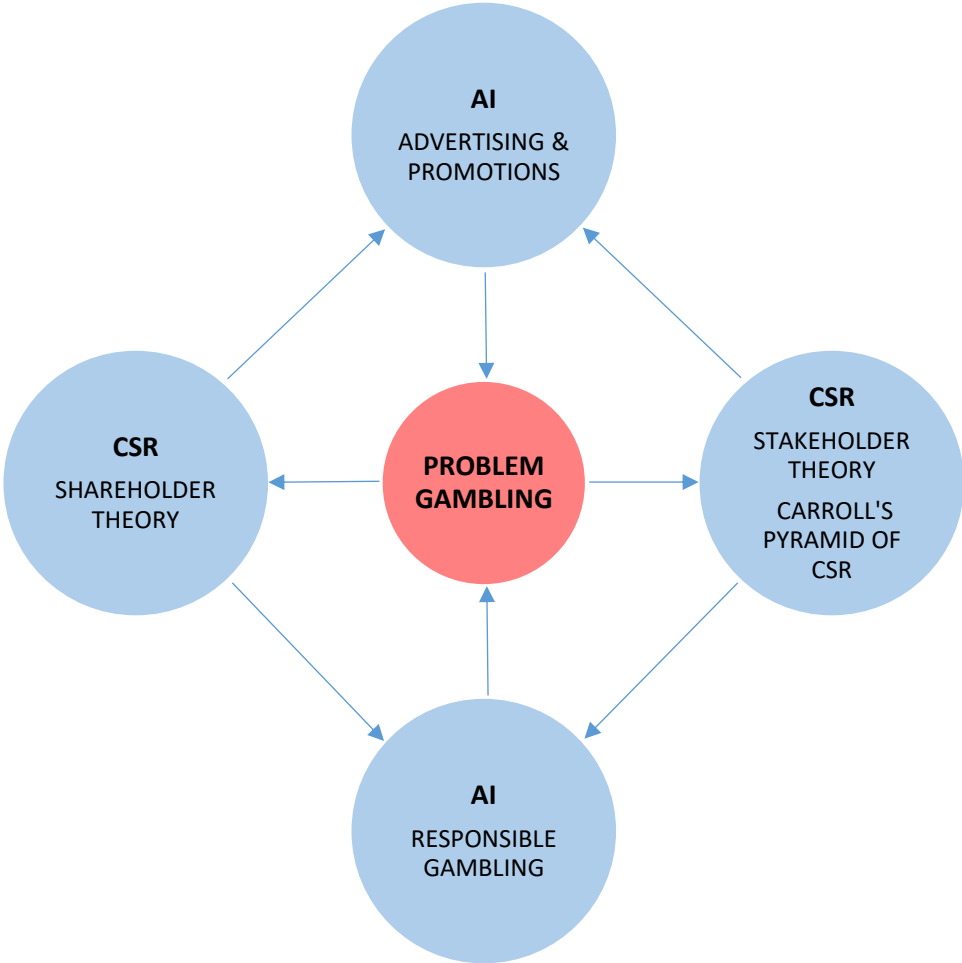 AI
ADVERTISING &
PROMOTIONS
CSR
SHAREHOLDER
THEORY
PROBLEM
GAMBLING
CSR
STAKEHOLDER
THEORY
CARROLL'S
PYRAMID OF
CSR
AI
RESPONSIBLE
GAMBLING